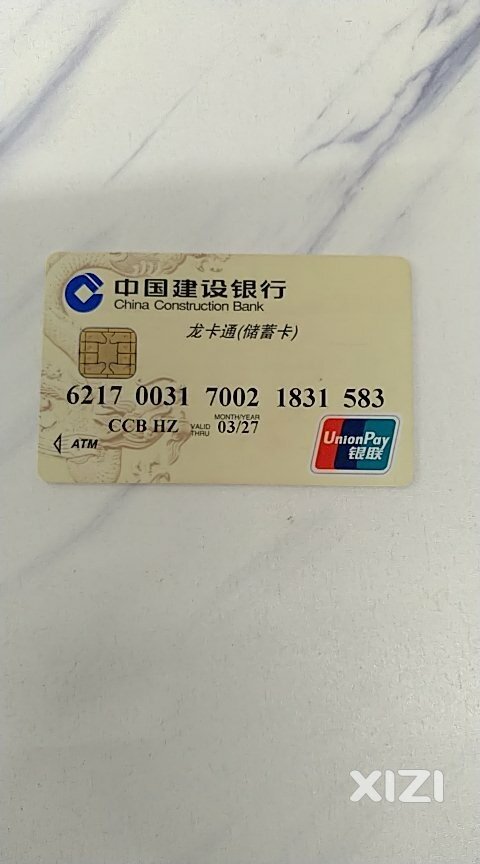 中国建设银行
China Construction Bank
龙卡通(储蓄卡)
6217 0031 7002 1831 583
CCB HZ VALID THRU MONTH/YEAR 03/27
ATM
UnionPay
银联
XIZI